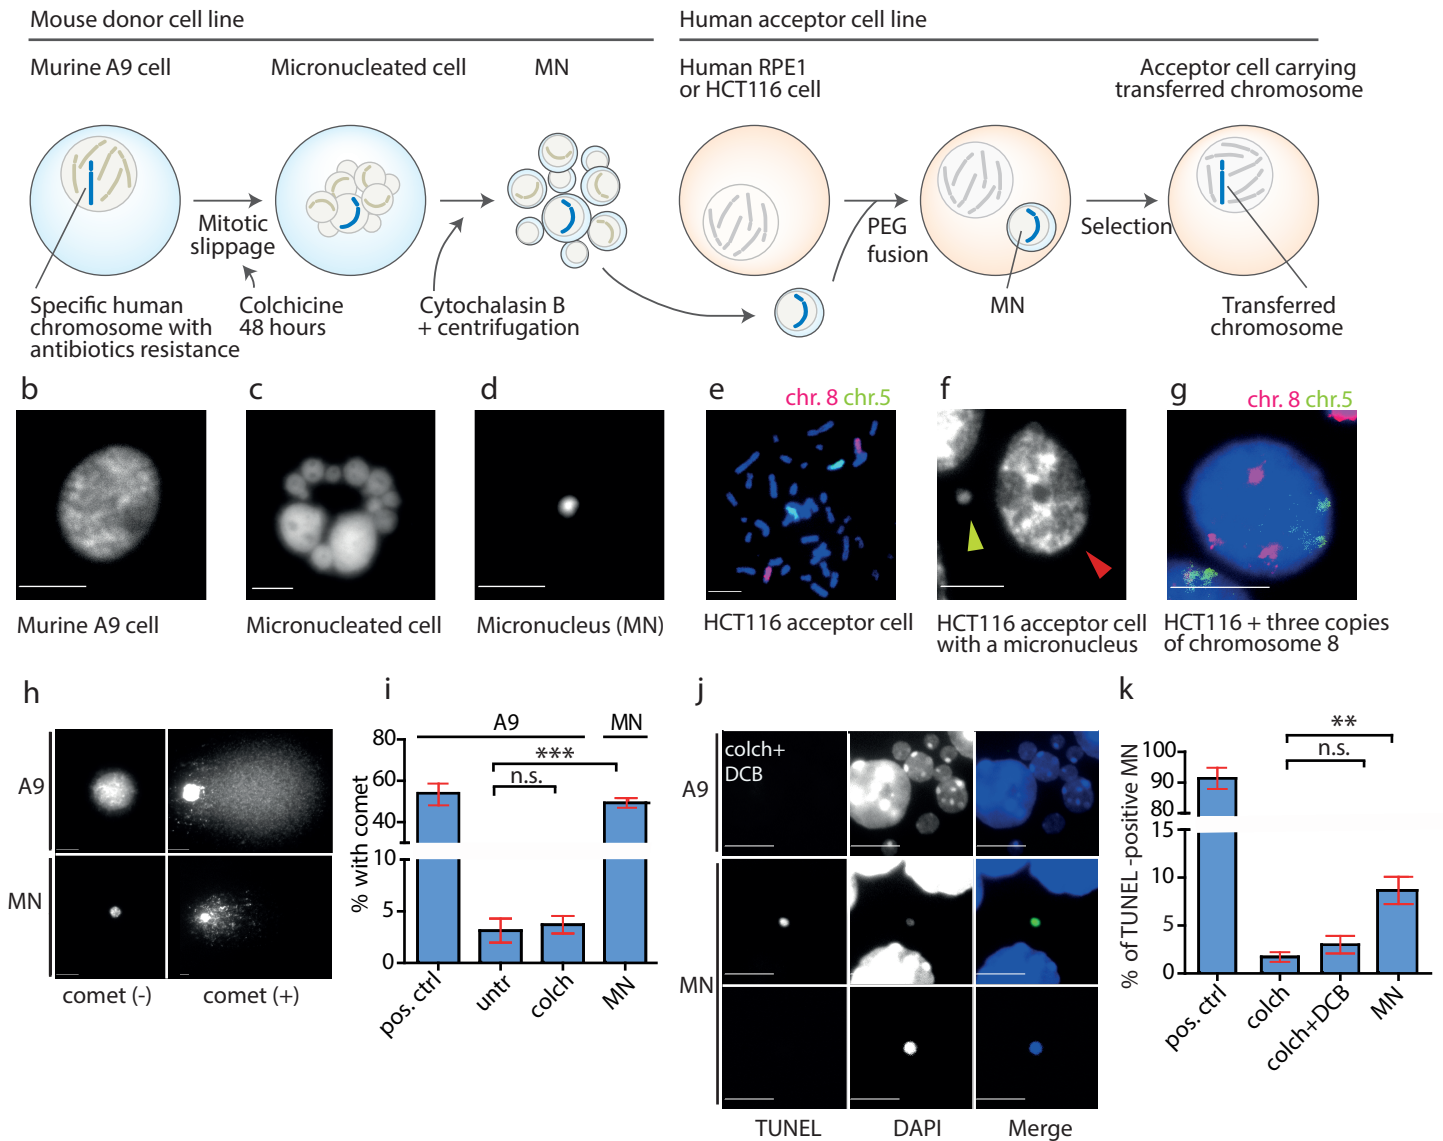 Mouse donor cell line
Human acceptor cell line
Murine A9 cell
Micronucleated cell
MN
Human RPE1
or HCT116 cell
Acceptor cell carrying
transferred chromosome
Mitotic
slippage
PEG
fusion
Selection
Specific human
chromosome with
antibiotics resistance
Colchicine
48 hours
Cytochalasin B
+ centrifugation
MN
Transferred
chromosome
b
c
d
e
f
g
chr. 8 chr.5
chr. 8 chr.5
Murine A9 cell
Micronucleated cell
Micronucleus (MN)
HCT116 acceptor cell
HCT116 acceptor cell
with a micronucleus
HCT116 + three copies
of chromosome 8
h
A9
MN
comet (-)
comet (+)
i
A9
MN
***
n.s.
% with comet
80
60
40
10
5
0
pos. ctrl
untr
colch
MN
j
colch+
DCB
A9
MN
TUNEL
DAPI
Merge
k
**
n.s.
% of TUNEL -positive MN
100
90
80
15
10
5
0
pos. ctrl
colch
colch+DCB
MN